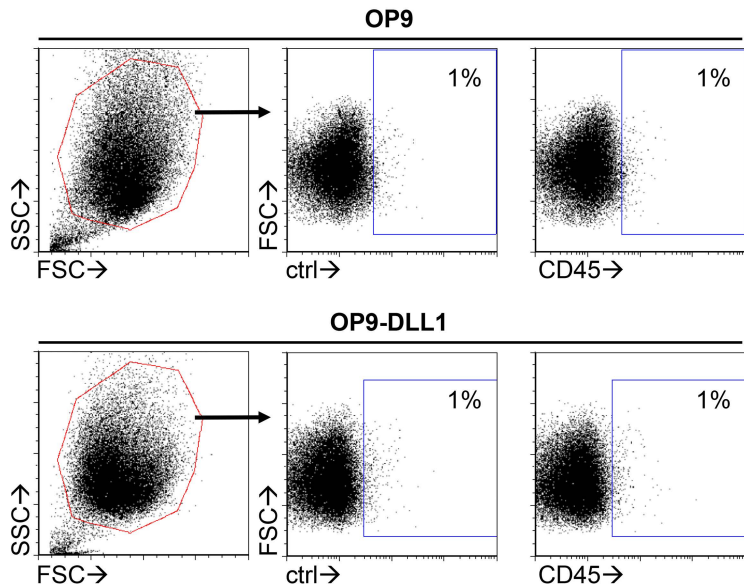 OP9
1%
1%
SSC→
FSC→
FSC→
ctrl→
CD45→
OP9-DLL1
1%
1%
SSC→
FSC→
FSC→
ctrl→
CD45→